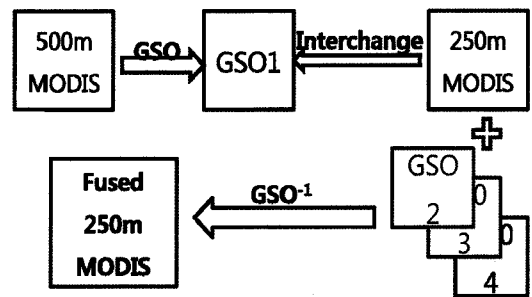 500m
MODIS
GSO
GSO1
Interchange
250m
MODIS
Fused
250m
MODIS
GSO-1
GSO
2
0
3
0
4